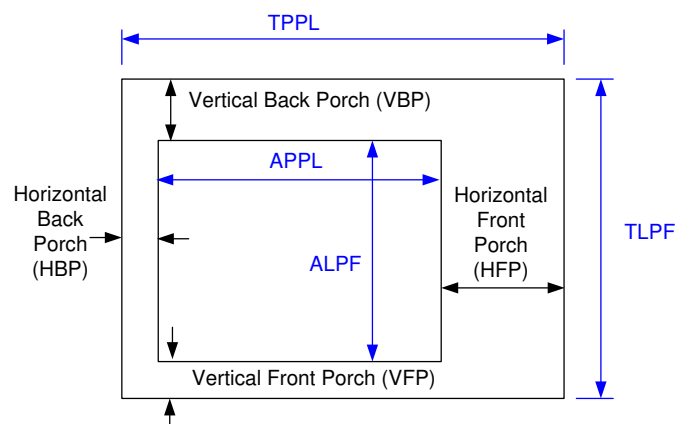 TPPL
Vertical Back Porch (VBP)
APPL
Horizontal
Back
Porch
(HBP)
Horizontal
Front
Porch
(HFP)
TLPF
ALPF
Vertical Front Porch (VFP)